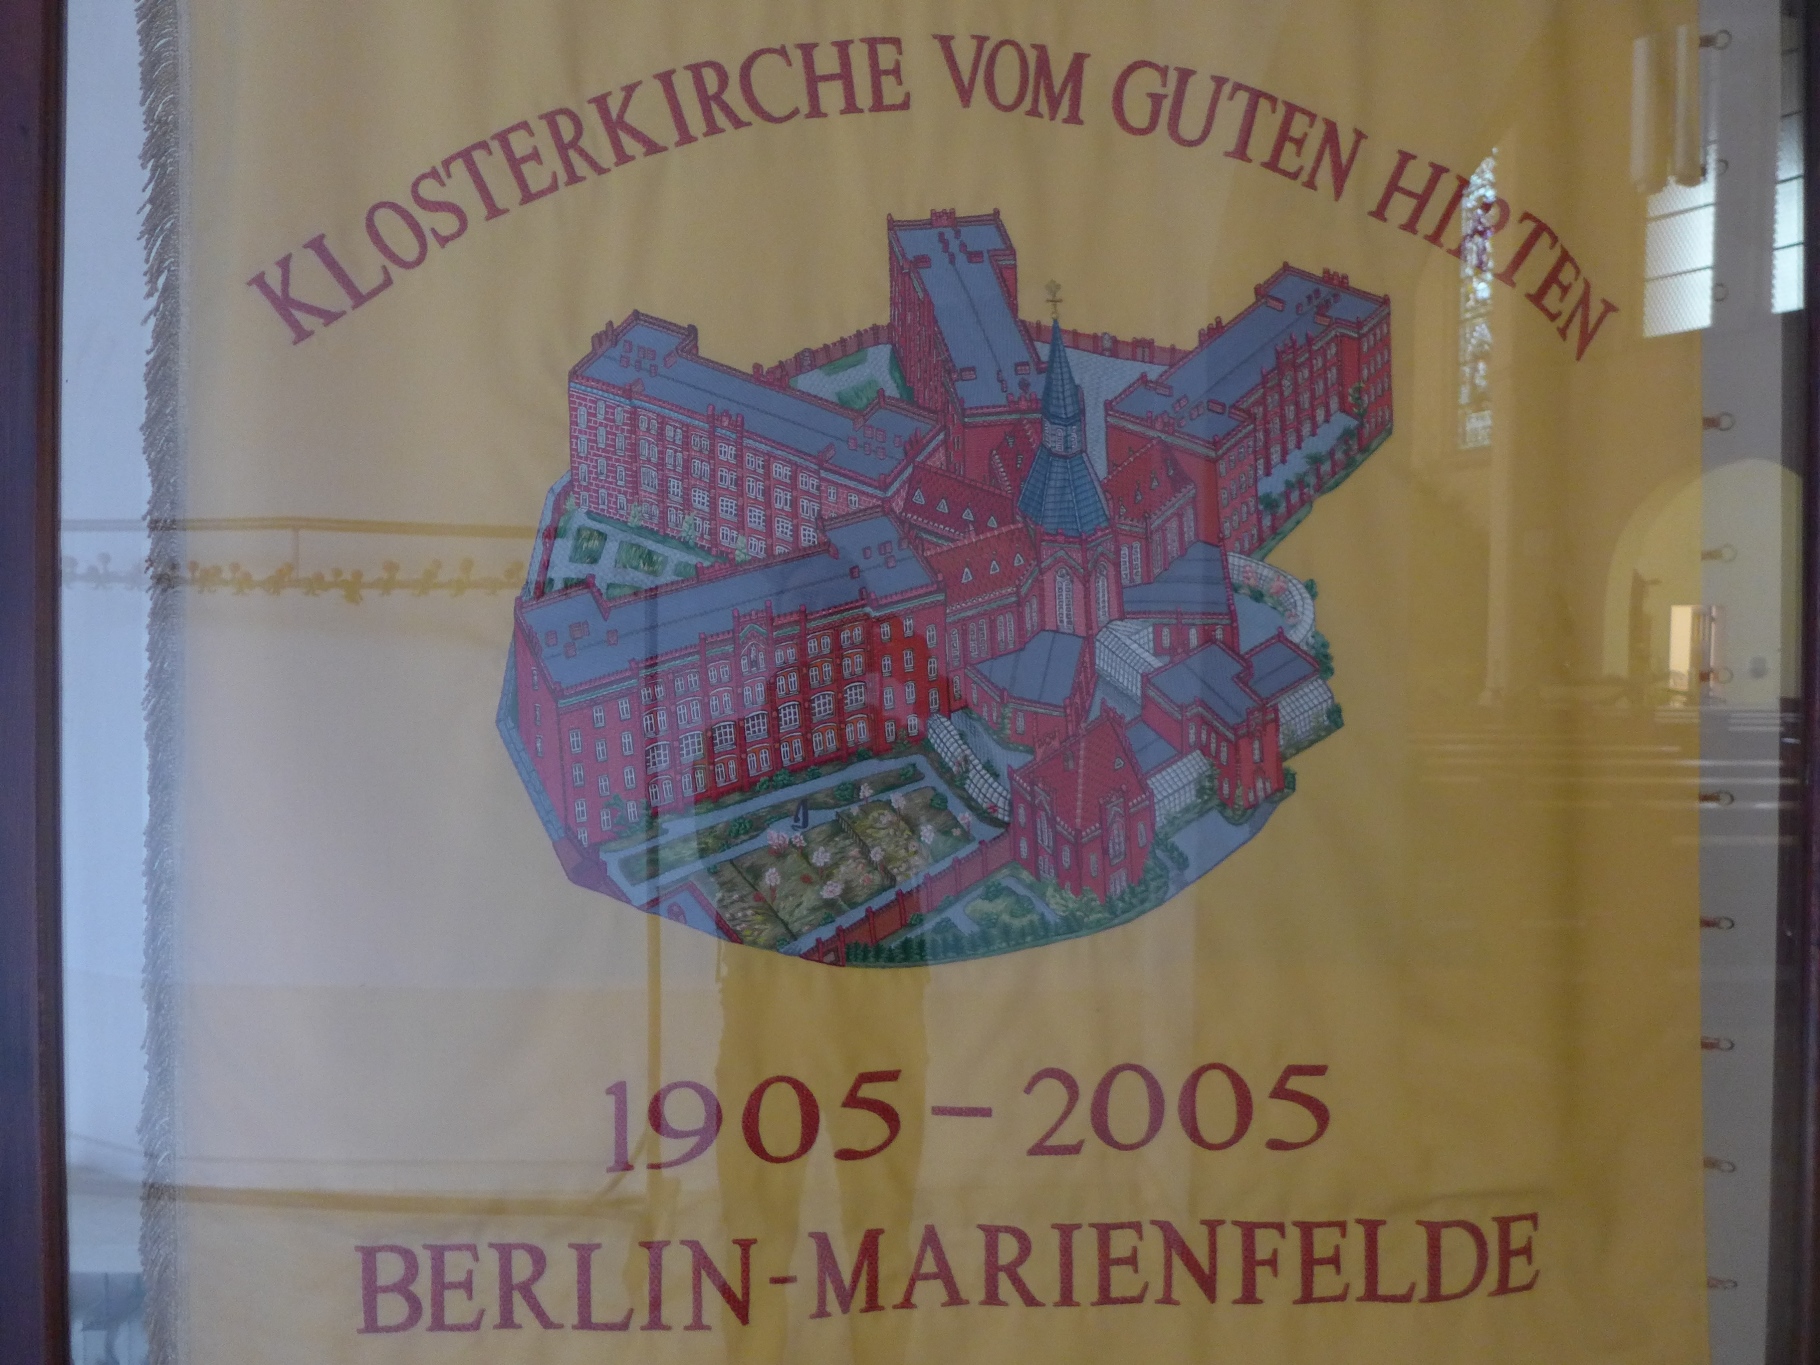 KLOSTERKIRCHE VOM GUTEN HIRTEN
1905–2005
BERLIN-MARIENFELDE